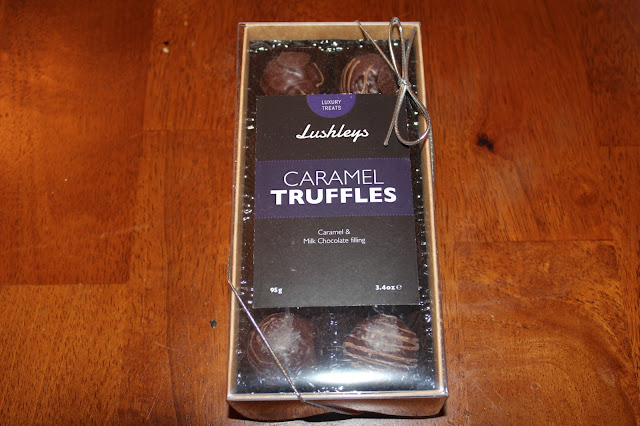 LUXURY
TREATS
Lushleys
CARAMEL
TRUFFLES
Caramel &
Milk Chocolate filling
95g 3.4oz ℮